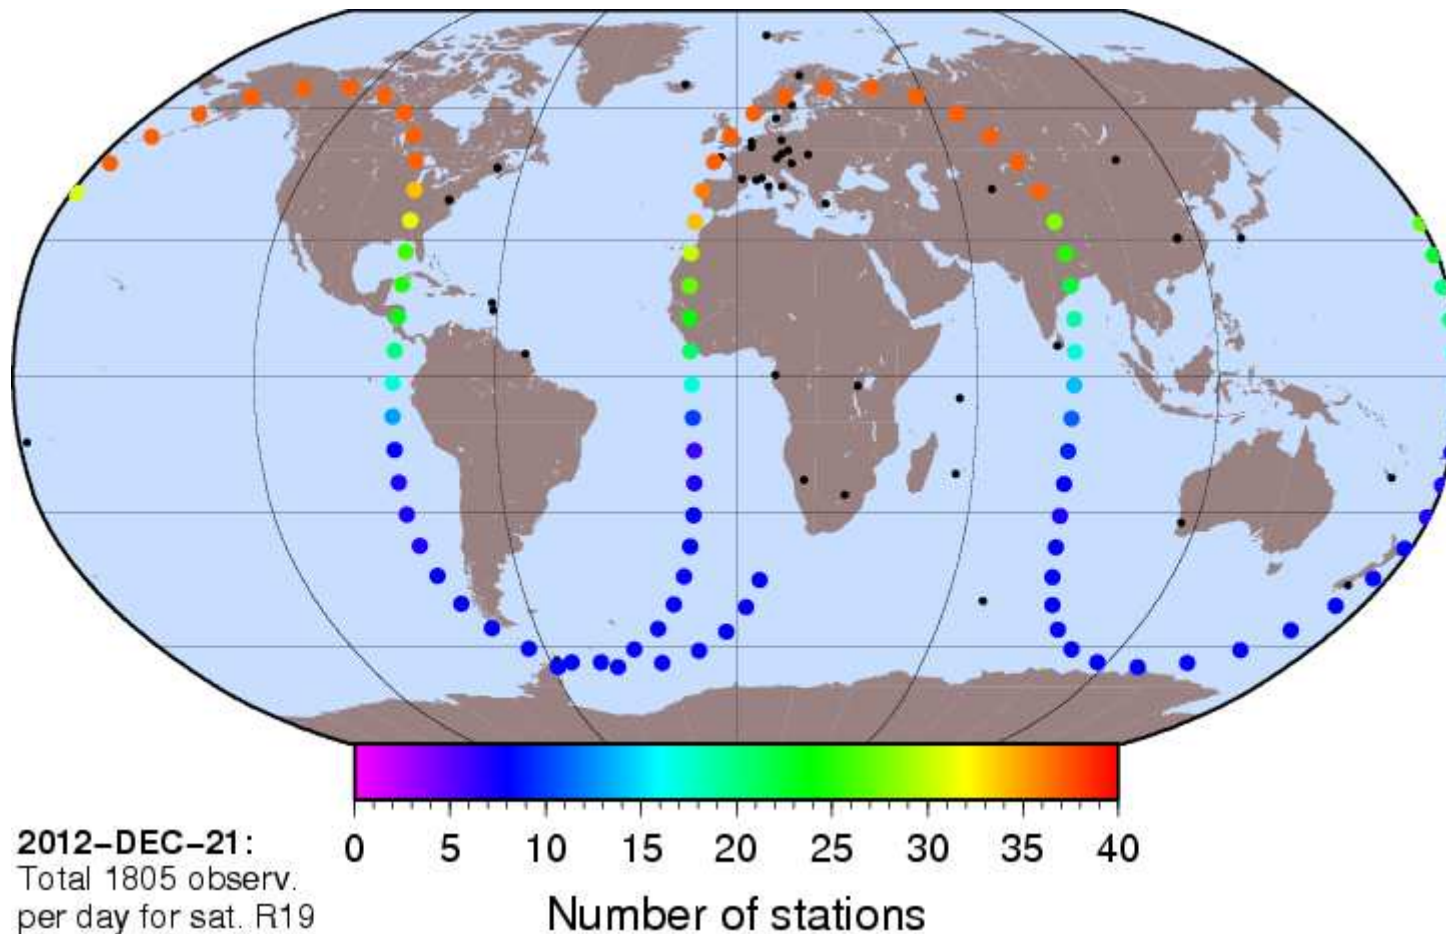 0 5 10 15 20 25 30 35 40
2012-DEC-21:
Total 1805 observ.
per day for sat. R19
Number of stations